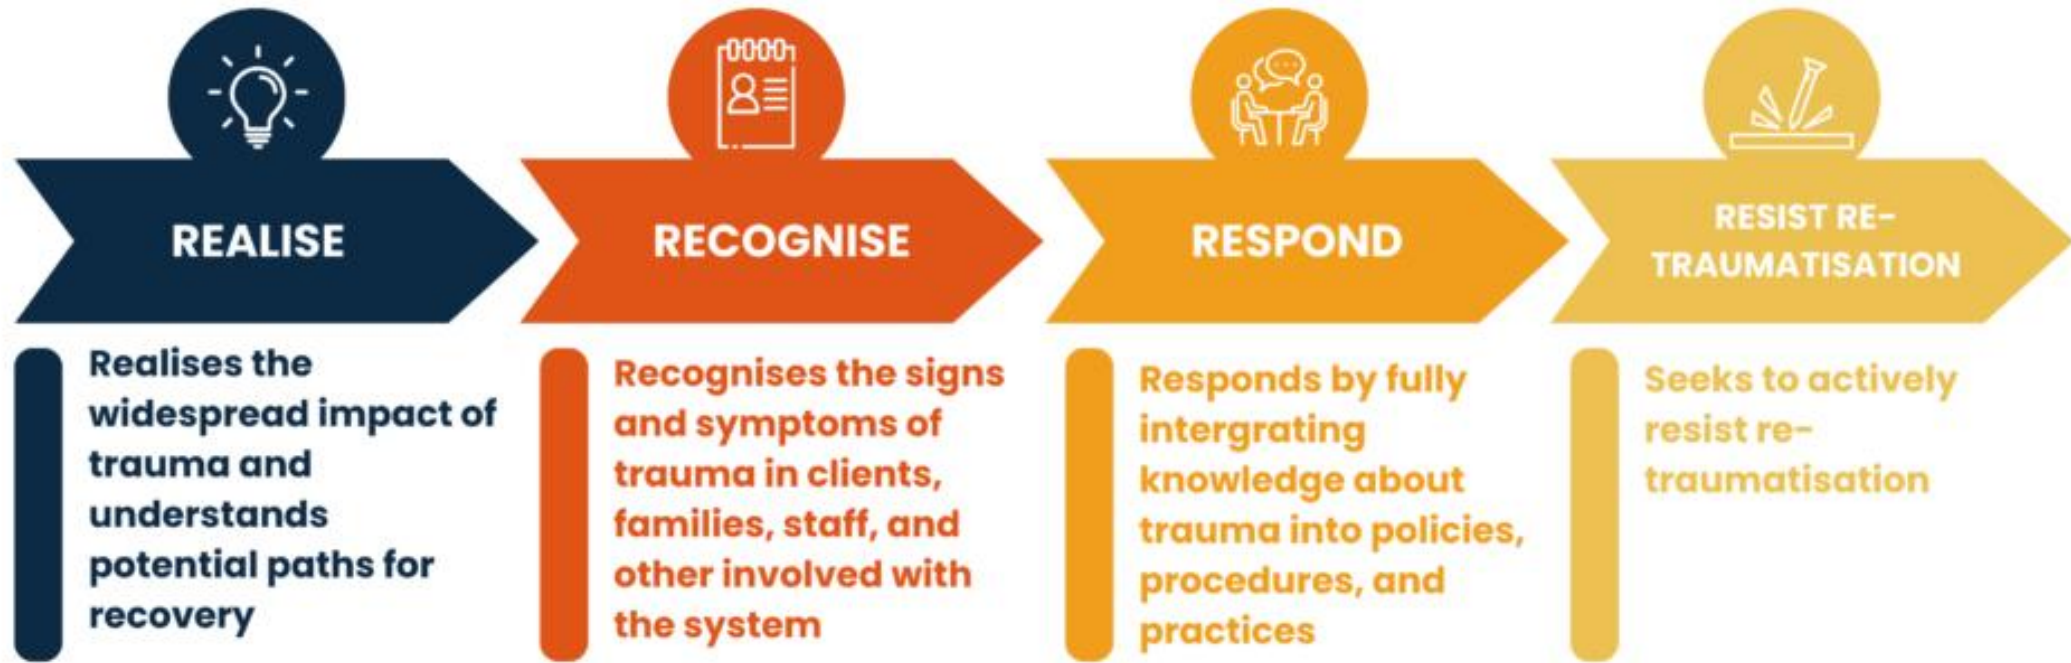 REALISE
Realises the
widespread impact of
trauma and
understands
potential paths for
recovery
RECOGNISE
Recognises the signs
and symptoms of
trauma in clients,
families, staff, and
other involved with
the system
RESPOND
Responds by fully
intergrating
knowledge about
trauma into policies,
procedures, and
practices
RESIST RE-
TRAUMATISATION
Seeks to actively
resist re-
traumatisation